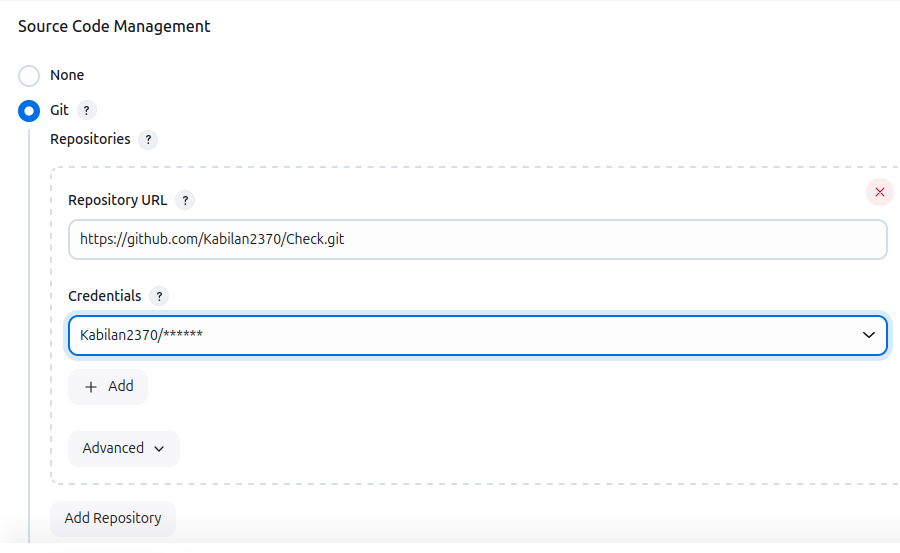 Source Code Management
None
Git ?
Repositories ?
Repository URL ?
https://github.com/Kabilan2370/Check.git
Credentials ?
Kabilan2370/******
+ Add
Advanced
Add Repository